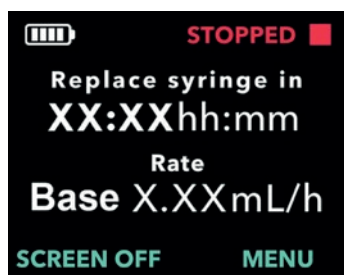 STOPPED
Replace syringe in
XX:XXhh:mm
Rate
Base X.XXmL/h
SCREEN OFF MENU